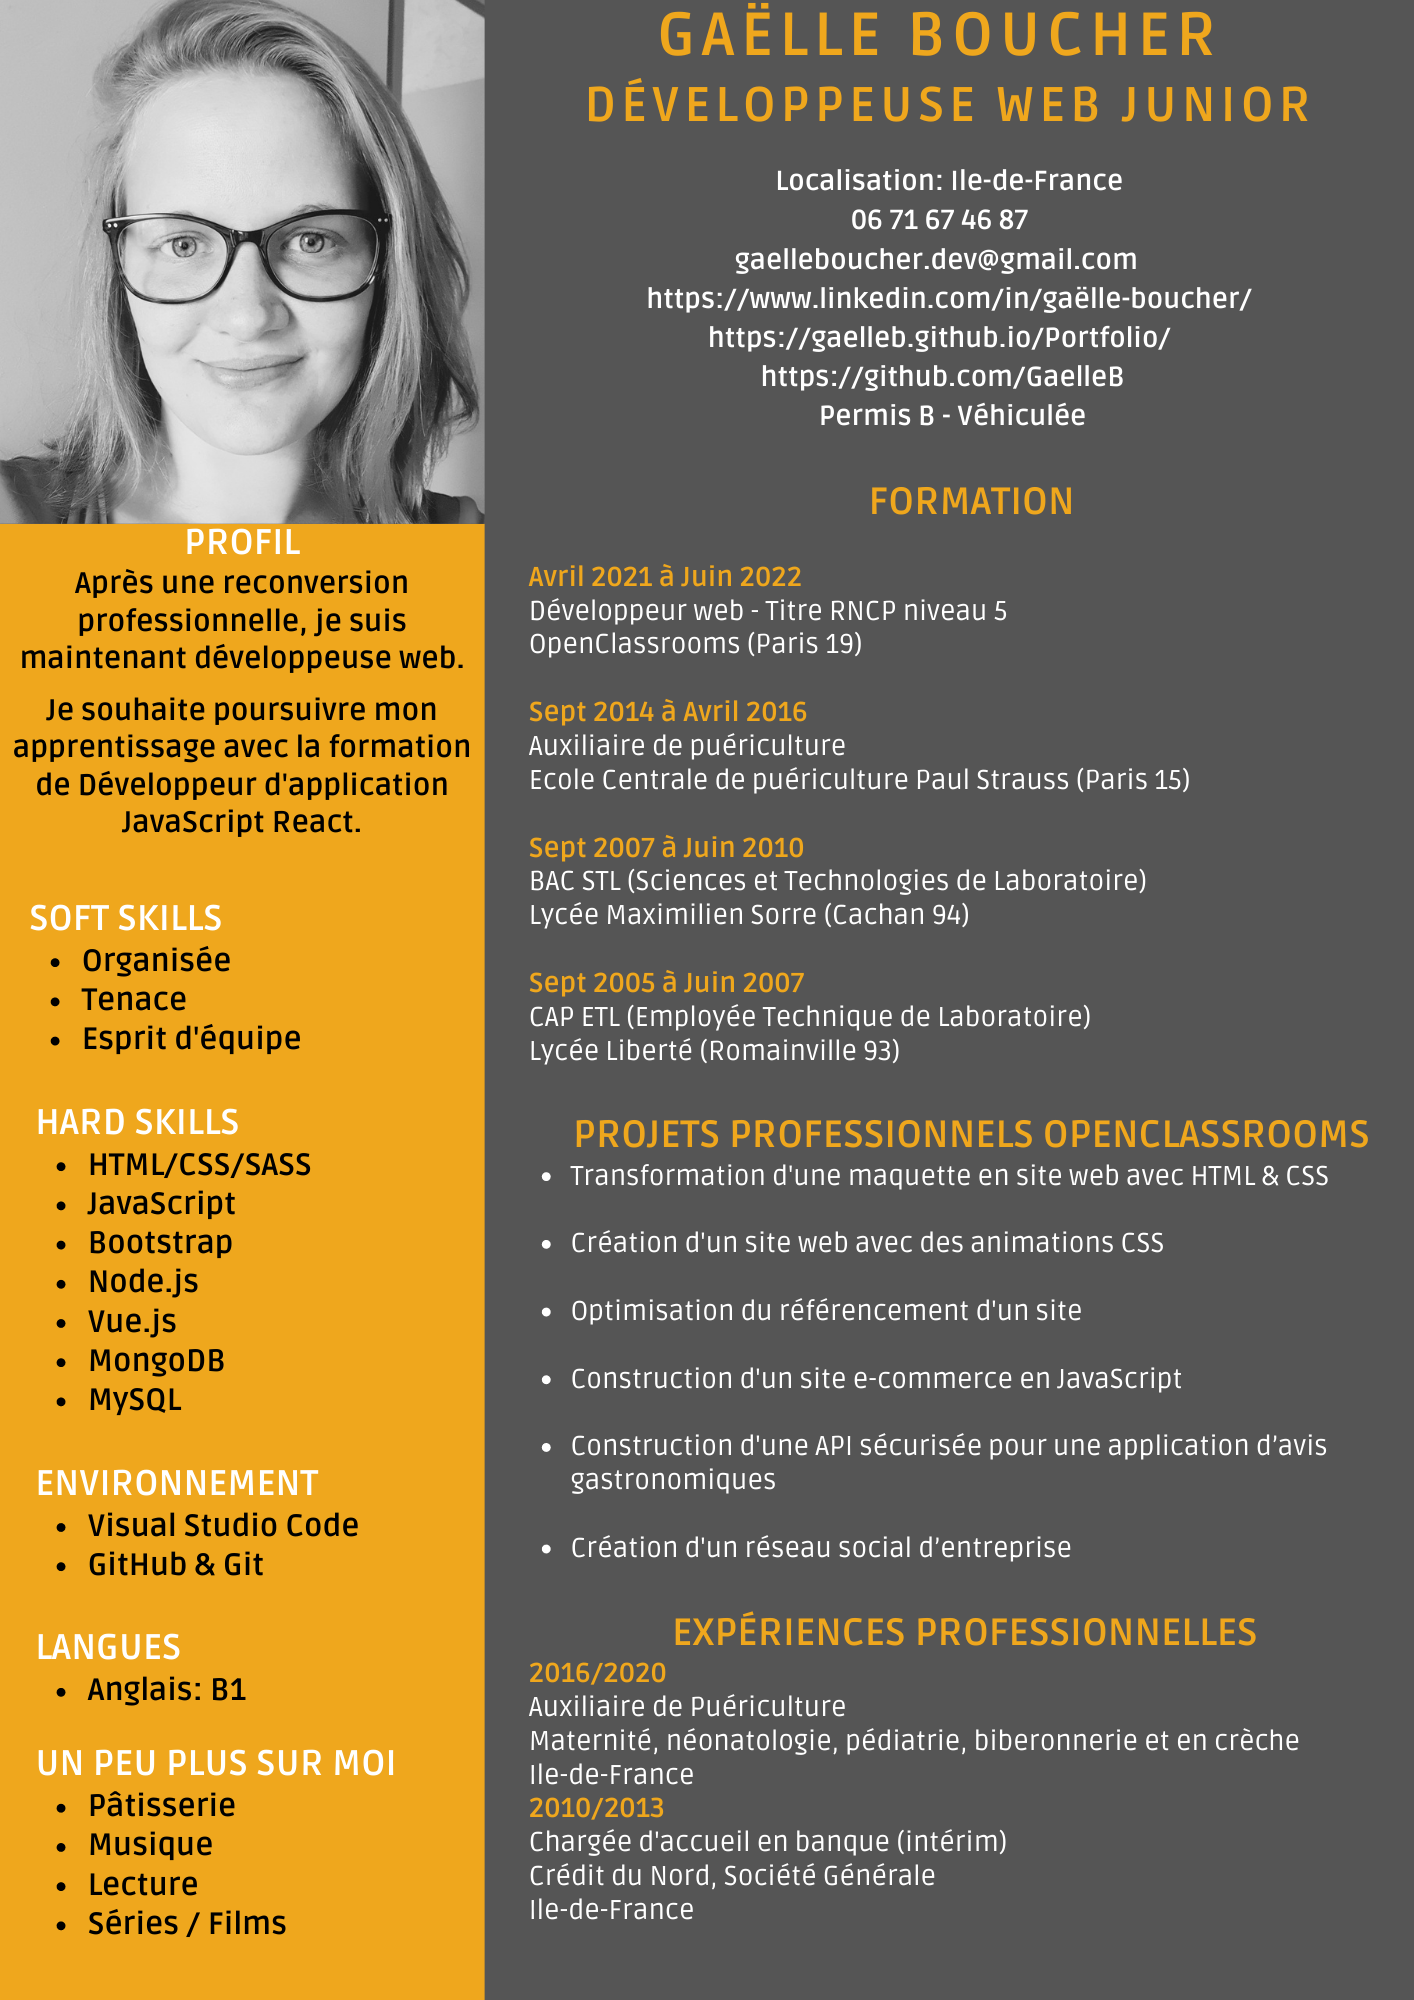 GAËLLE BOUCHER
DÉVELOPPEUSE WEB JUNIOR
Localisation: Ile-de-France
06 71 67 46 87
gaelleboucher.dev@gmail.com
https://www.linkedin.com/in/gaëlle-boucher/
https://gaelleb.github.io/Portfolio/
https://github.com/GaelleB
Permis B - Véhiculée
PROFIL
Après une reconversion
professionnelle, je suis
maintenant développeuse web.
Je souhaite poursuivre mon
apprentissage avec la formation
de Développeur d'application
JavaScript React.
SOFT SKILLS
• Organisée
• Tenace
• Esprit d'équipe
HARD SKILLS
• HTML/CSS/SASS
• JavaScript
• Bootstrap
• Node.js
• Vue.js
• MongoDB
• MySQL
ENVIRONNEMENT
• Visual Studio Code
• GitHub & Git
LANGUES
• Anglais: B1
UN PEU PLUS SUR MOI
• Pâtisserie
• Musique
• Lecture
• Séries / Films
FORMATION
Avril 2021 à Juin 2022
Développeur web - Titre RNCP niveau 5
OpenClassrooms (Paris 19)
Sept 2014 à Avril 2016
Auxiliaire de puériculture
Ecole Centrale de puériculture Paul Strauss (Paris 15)
Sept 2007 à Juin 2010
BAC STL (Sciences et Technologies de Laboratoire)
Lycée Maximilien Sorre (Cachan 94)
Sept 2005 à Juin 2007
CAP ETL (Employée Technique de Laboratoire)
Lycée Liberté (Romainville 93)
PROJETS PROFESSIONNELS OPENCLASSROOMS
• Transformation d'une maquette en site web avec HTML & CSS
• Création d'un site web avec des animations CSS
• Optimisation du référencement d'un site
• Construction d'un site e-commerce en JavaScript
• Construction d'une API sécurisée pour une application d’avis
gastronomiques
• Création d'un réseau social d’entreprise
EXPÉRIENCES PROFESSIONNELLES
2016/2020
Auxiliaire de Puériculture
Maternité, néonatologie, pédiatrie, biberonnerie et en crèche
Ile-de-France
2010/2013
Chargée d'accueil en banque (intérim)
Crédit du Nord, Société Générale
Ile-de-France